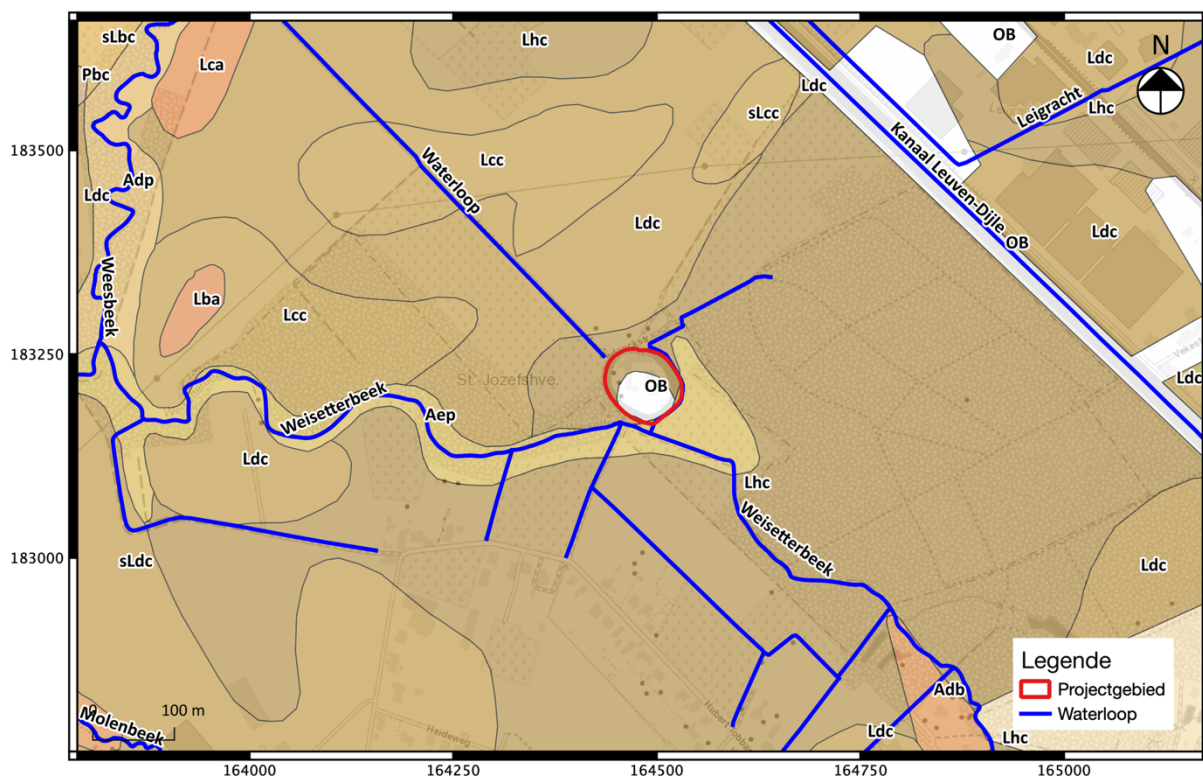 sLbc
Lca
Pbc
Lhc
OB
Ldc
N
Ldc
sLcc
Leigracht
Lhc
183500
Waterloop
Lcc
Kanaal Leuven-Dijle
OB
Ldc
Adp
Ldc
Ldc
Weesbeek
Lba
Lcc
183250
St. Jozefshve.
OB
Ldc
Weisetterbeek
Aep
Ldc
Lhc
Weisetterbeek
183000
sLdc
Ldc
Legende
Projectgebied
Waterloop
Adb
Ldc
Lhc
Molenbeek
0
100 m
Heideweg
164000
164250
164500
164750
165000